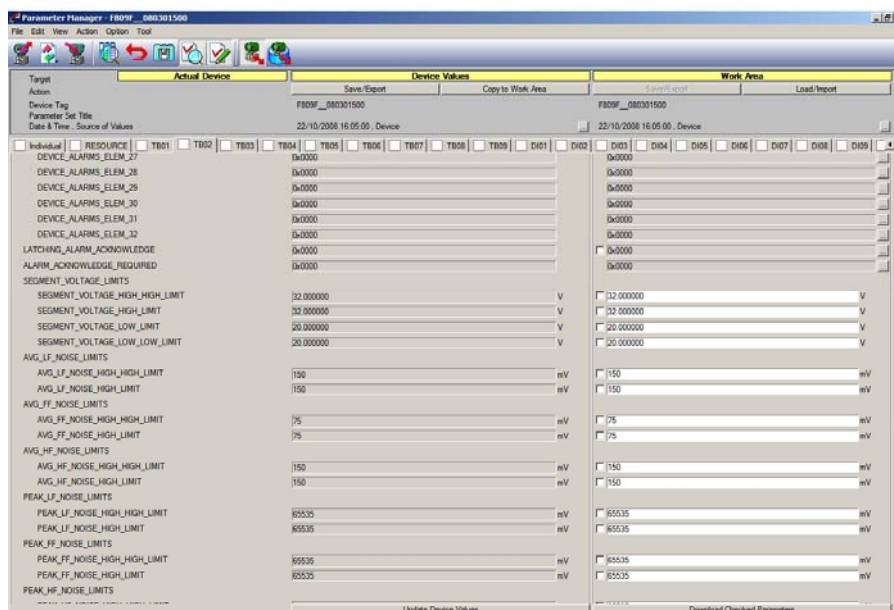 Parameter Manager - F809F__080301500
File Edit View Action Option Tool
Target Actual Device Device Values Work Area
Action Save/Export Copy to Work Area Save/Export Load/Import
Device Tag F809F__080301500 F809F__080301500
Parameter Set Title
Date & Time . Source of Values 22/10/2008 16:05:00 . Device ... 22/10/2008 16:05:00 . Device ...
Individual RESOURCE TB01 TB02 TB03 TB04 TB05 TB06 TB07 TB08 TB09 DI01 DI02 DI03 DI04 DI05 DI06 DI07 DI08 DI09
DEVICE_ALARMS_ELEM_27 0x0000 0x0000 ...
DEVICE_ALARMS_ELEM_28 0x0000 0x0000 ...
DEVICE_ALARMS_ELEM_29 0x0000 0x0000 ...
DEVICE_ALARMS_ELEM_30 0x0000 0x0000 ...
DEVICE_ALARMS_ELEM_31 0x0000 0x0000 ...
DEVICE_ALARMS_ELEM_32 0x0000 0x0000 ...
LATCHING_ALARM_ACKNOWLEDGE 0x0000 0x0000 ...
ALARM_ACKNOWLEDGE_REQUIRED 0x0000 0x0000 ...
SEGMENT_VOLTAGE_LIMITS
SEGMENT_VOLTAGE_HIGH_HIGH_LIMIT 32.000000 V 32.000000 V
SEGMENT_VOLTAGE_HIGH_LIMIT 32.000000 V 32.000000 V
SEGMENT_VOLTAGE_LOW_LIMIT 20.000000 V 20.000000 V
SEGMENT_VOLTAGE_LOW_LOW_LIMIT 20.000000 V 20.000000 V
AVG_LF_NOISE_LIMITS
AVG_LF_NOISE_HIGH_HIGH_LIMIT 150 mV 150 mV
AVG_LF_NOISE_HIGH_LIMIT 150 mV 150 mV
AVG_FF_NOISE_LIMITS
AVG_FF_NOISE_HIGH_HIGH_LIMIT 75 mV 75 mV
AVG_FF_NOISE_HIGH_LIMIT 75 mV 75 mV
AVG_HF_NOISE_LIMITS
AVG_HF_NOISE_HIGH_HIGH_LIMIT 150 mV 150 mV
AVG_HF_NOISE_HIGH_LIMIT 150 mV 150 mV
PEAK_LF_NOISE_LIMITS
PEAK_LF_NOISE_HIGH_HIGH_LIMIT 65535 mV 65535 mV
PEAK_LF_NOISE_HIGH_LIMIT 65535 mV 65535 mV
PEAK_FF_NOISE_LIMITS
PEAK_FF_NOISE_HIGH_HIGH_LIMIT 65535 mV 65535 mV
PEAK_FF_NOISE_HIGH_LIMIT 65535 mV 65535 mV
PEAK_HF_NOISE_LIMITS
Update Device Values Download Checked Parameters